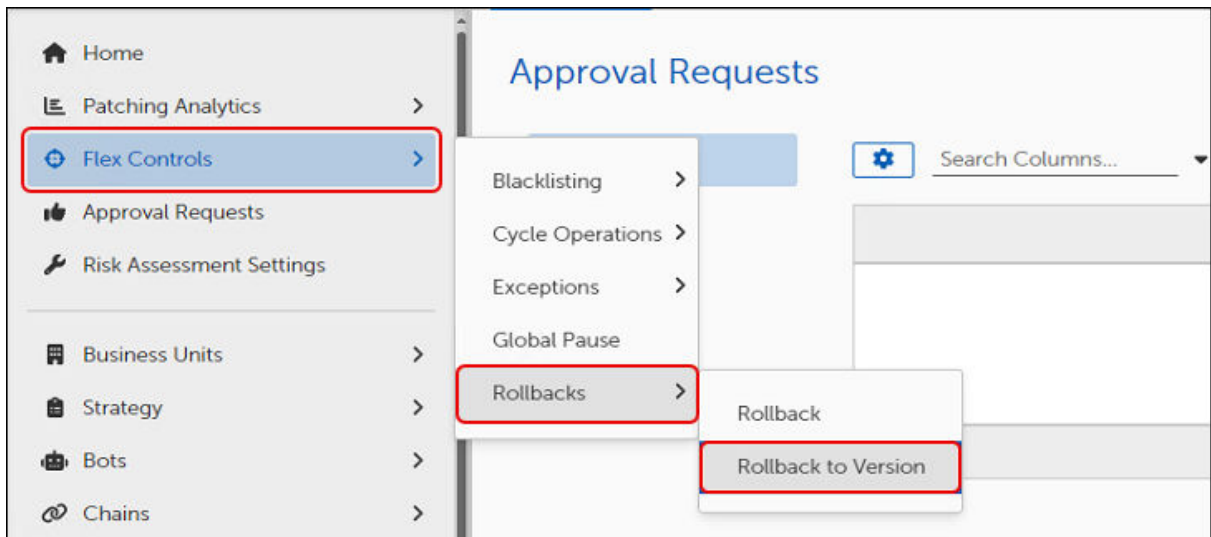 Home
Patching Analytics
Flex Controls
Approval Requests
Risk Assessment Settings
Business Units
Strategy
Bots
Chains
Blacklisting
Cycle Operations
Exceptions
Global Pause
Rollbacks
Rollback
Rollback to Version
Approval Requests
Search Columns...